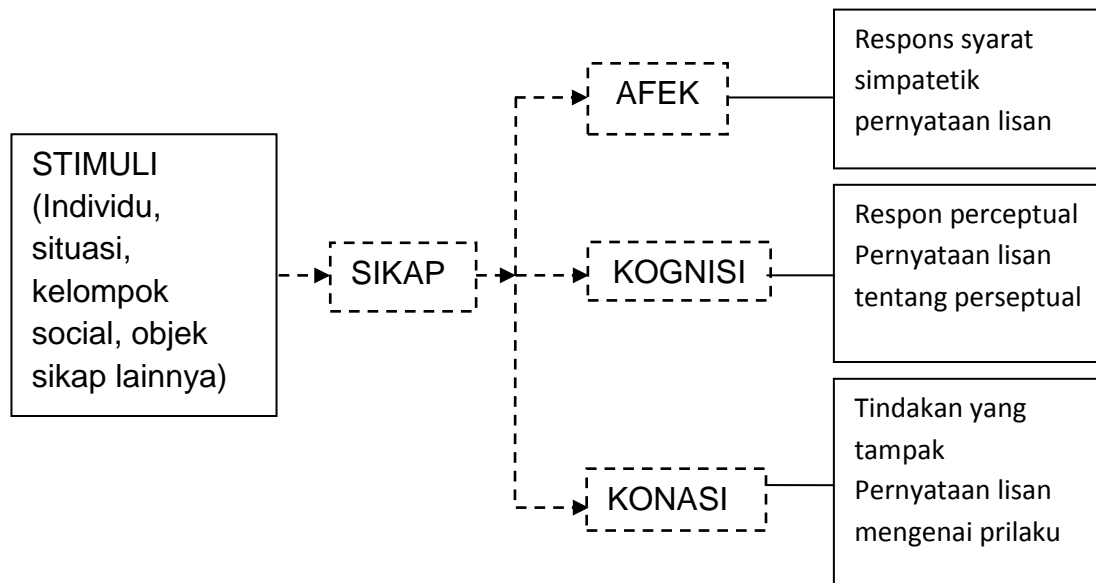 STIMULI
(Individu,
situasi,
kelompok
social, objek
sikap lainnya)
SIKAP
AFEK
Respons syarat
simpatetik
pernyataan lisan
KOGNISI
Respon perceptual
Pernyataan lisan
tentang perseptual
KONASI
Tindakan yang
tampak
Pernyataan lisan
mengenai prilaku